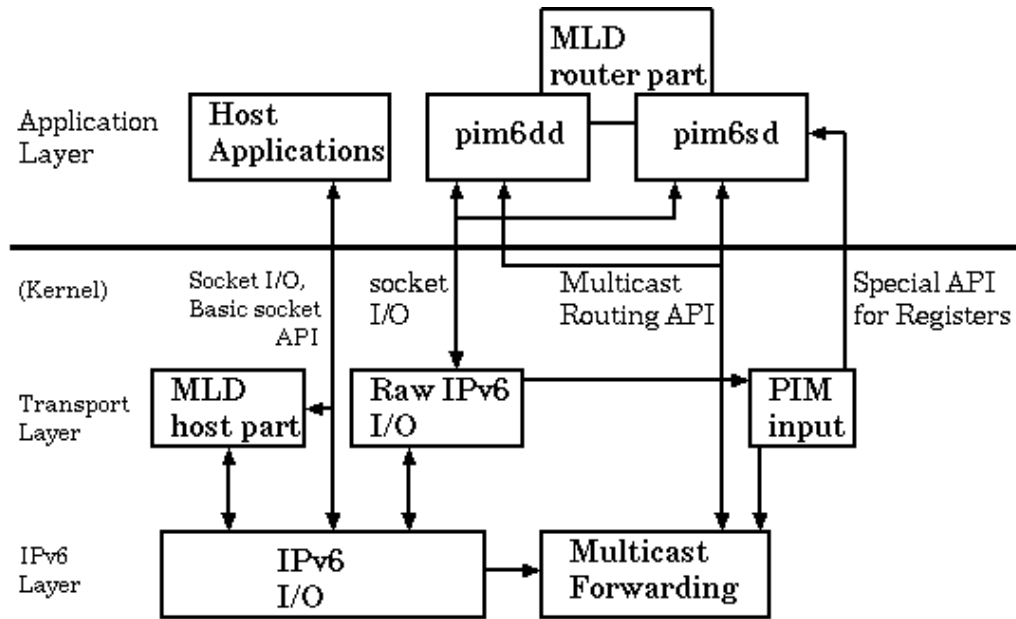 MLD
router part
Application
Layer
Host
Applications
pim6dd
pim6sd
(Kernel)
Socket I/O,
Basic socket
API
socket
I/O
Multicast
Routing API
Special API
for Registers
Transport
Layer
MLD
host part
Raw IPv6
I/O
PIM
input
IPv6
Layer
IPv6
I/O
Multicast
Forwarding